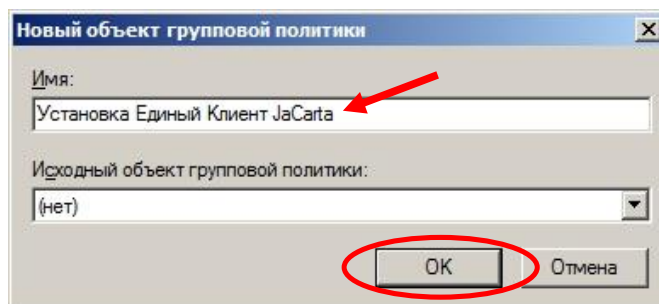 Новый объект групповой политики
Имя:
Установка Единый Клиент JaCarta
Исходный объект групповой политики:
(нет)
OK
Отмена